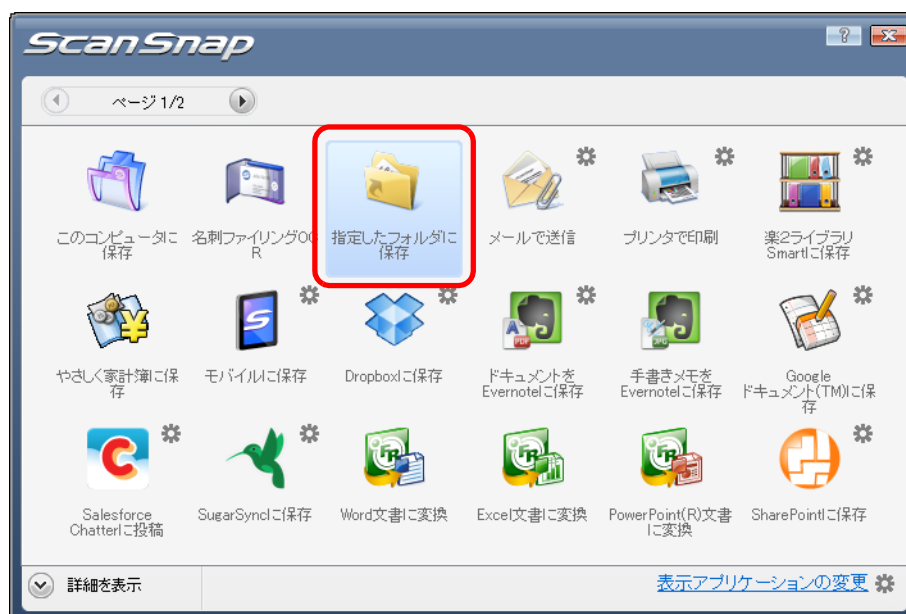 ScanSnap
?
ページ 1/2
このコンピュータに
保存
名刺ファイリングOC
R
指定したフォルダに
保存
メールで送信
プリンタで印刷
楽2ライブラリ
Smartに保存
やさしく家計簿に保
存
モバイルに保存
Dropboxに保存
ドキュメントを
Evernoteに保存
手書きメモを
Evernoteに保存
Google
ドキュメント(TM)に保
存
Salesforce
Chatterに投稿
SugarSyncに保存
Word文書に変換
Excel文書に変換
PowerPoint(R)文書
に変換
SharePointに保存
詳細を表示
表示アプリケーションの変更